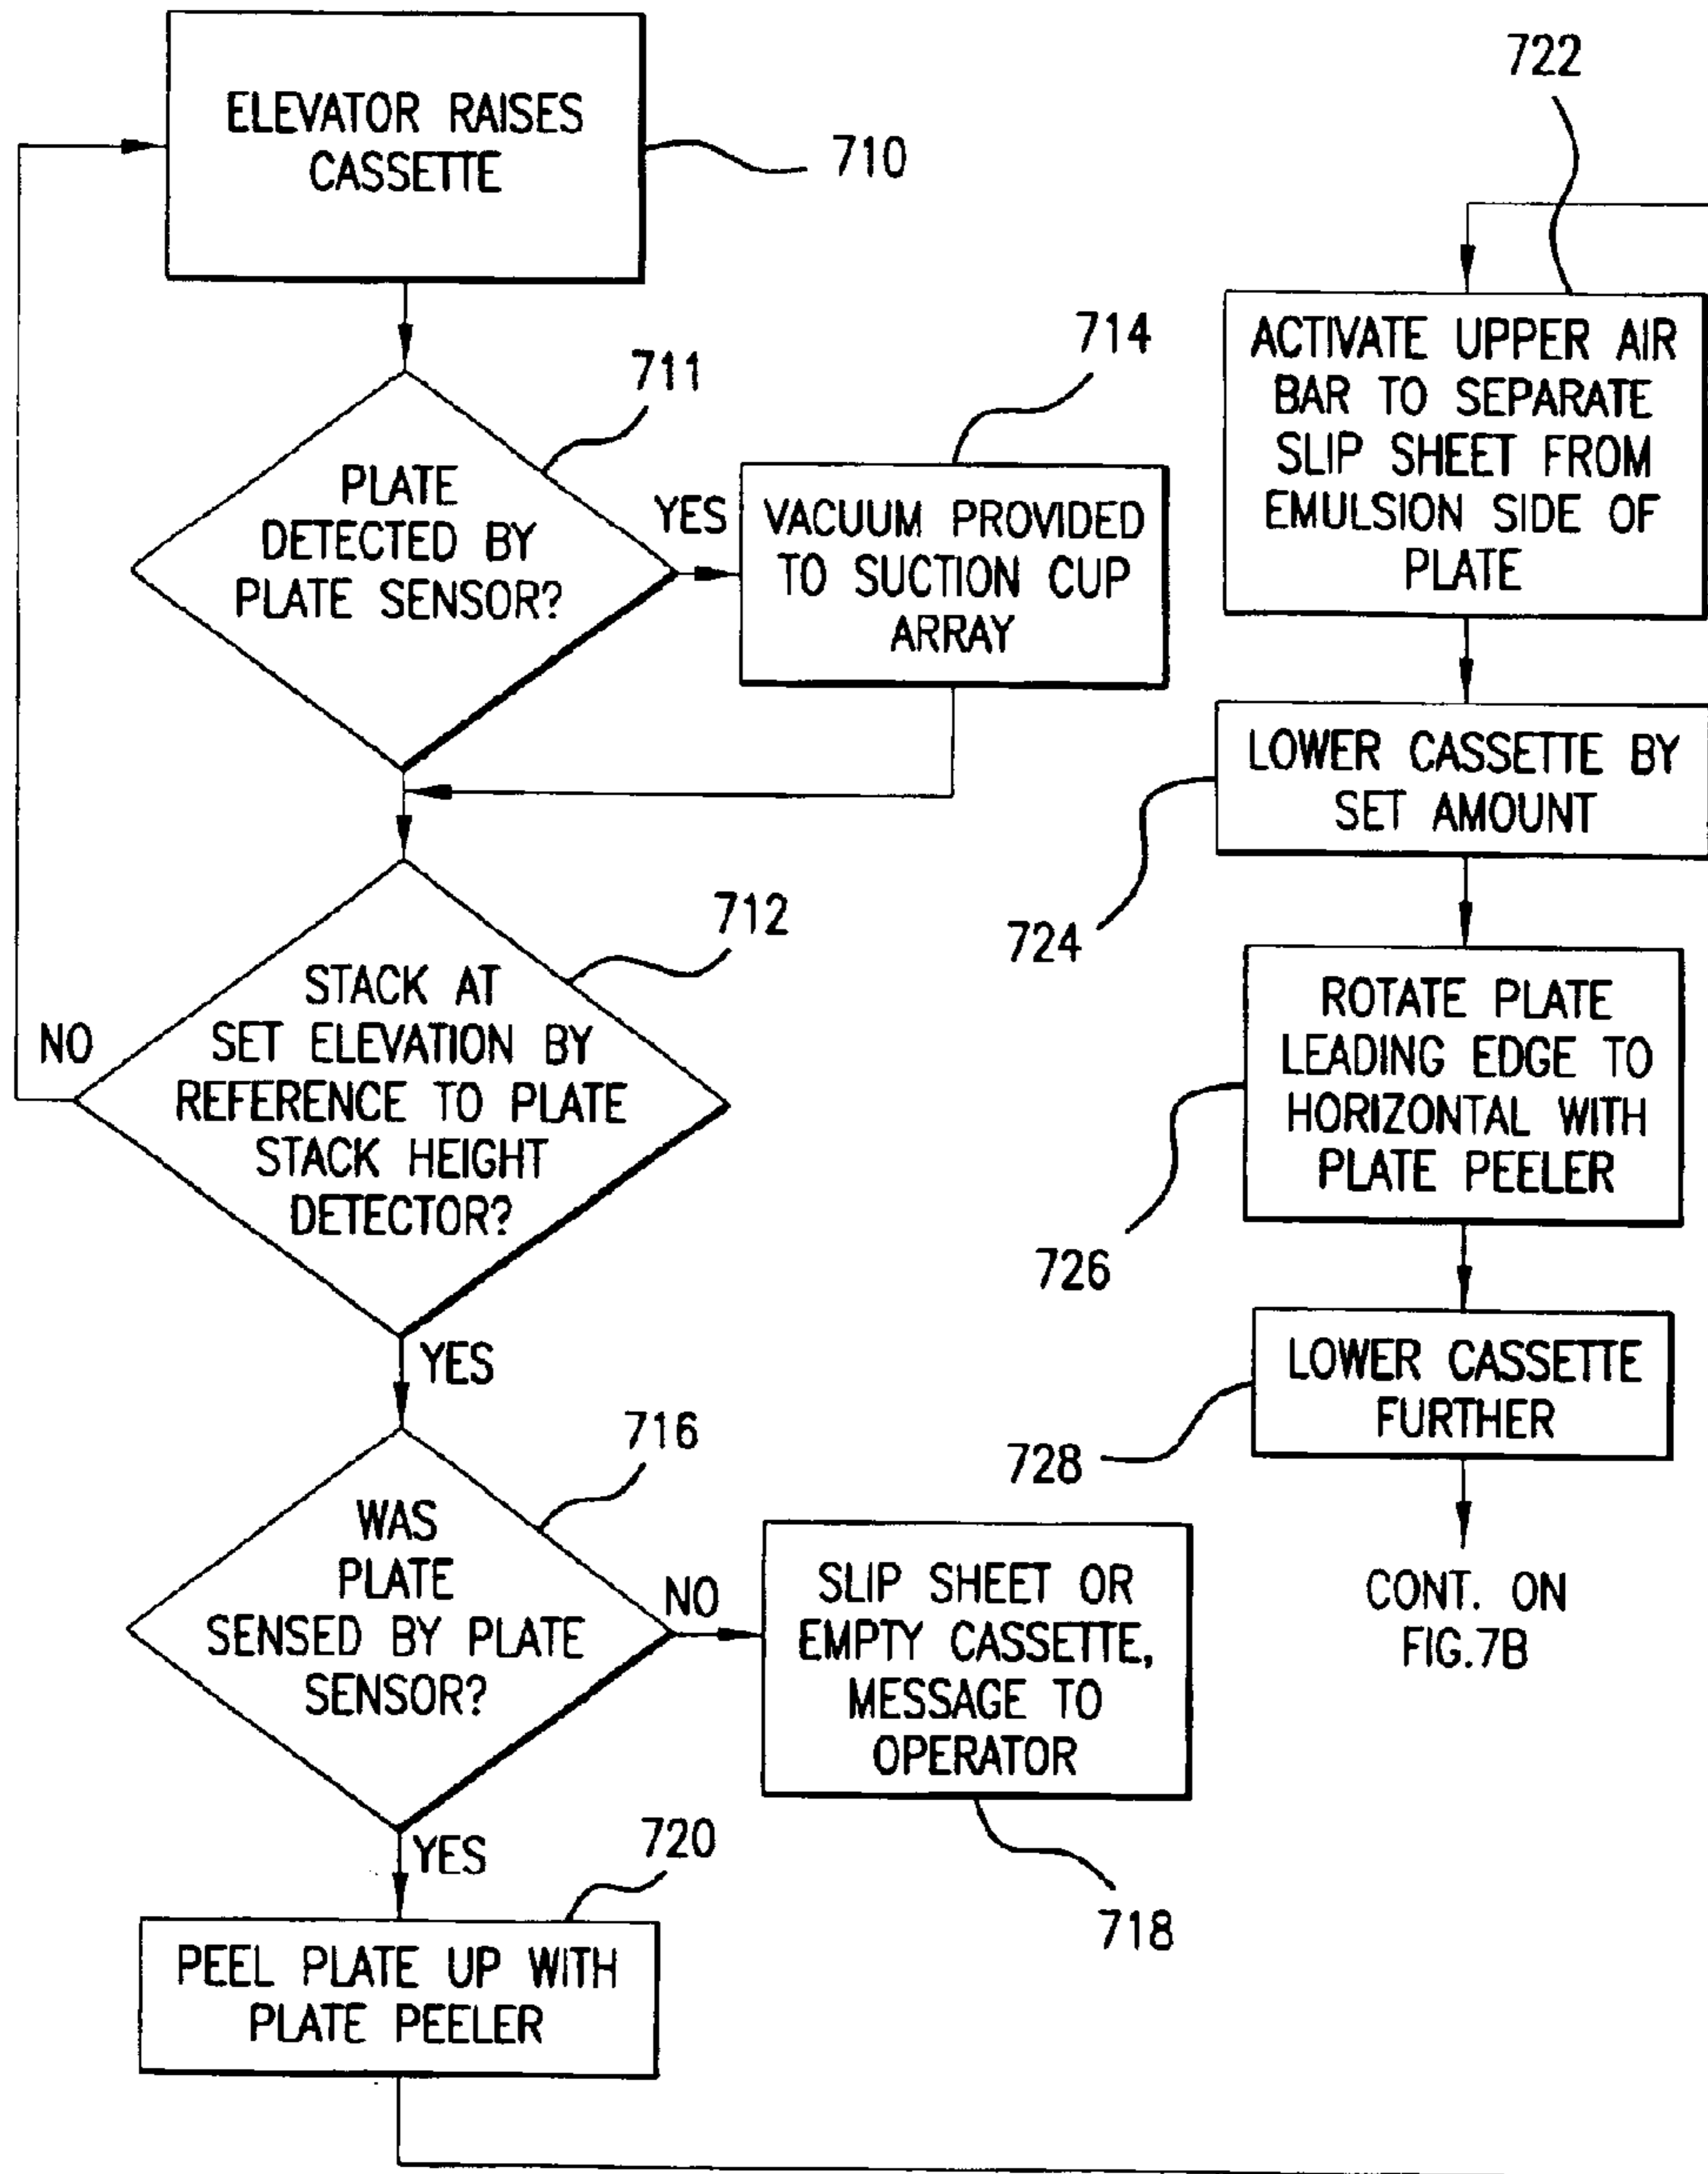 ELEVATOR RAISES
CASSETTE
710
711
PLATE
DETECTED BY
PLATE SENSOR?
YES
714
VACUUM PROVIDED
TO SUCTION CUP
ARRAY
712
STACK AT
SET ELEVATION BY
REFERENCE TO PLATE
STACK HEIGHT
DETECTOR?
NO
YES
716
WAS
PLATE
SENSED BY PLATE
SENSOR?
NO
SLIP SHEET OR
EMPTY CASSETTE,
MESSAGE TO
OPERATOR
718
YES
720
PEEL PLATE UP WITH
PLATE PEELER
722
ACTIVATE UPPER AIR
BAR TO SEPARATE
SLIP SHEET FROM
EMULSION SIDE OF
PLATE
LOWER CASSETTE BY
SET AMOUNT
724
ROTATE PLATE
LEADING EDGE TO
HORIZONTAL WITH
PLATE PEELER
726
LOWER CASSETTE
FURTHER
728
CONT. ON
FIG.7B